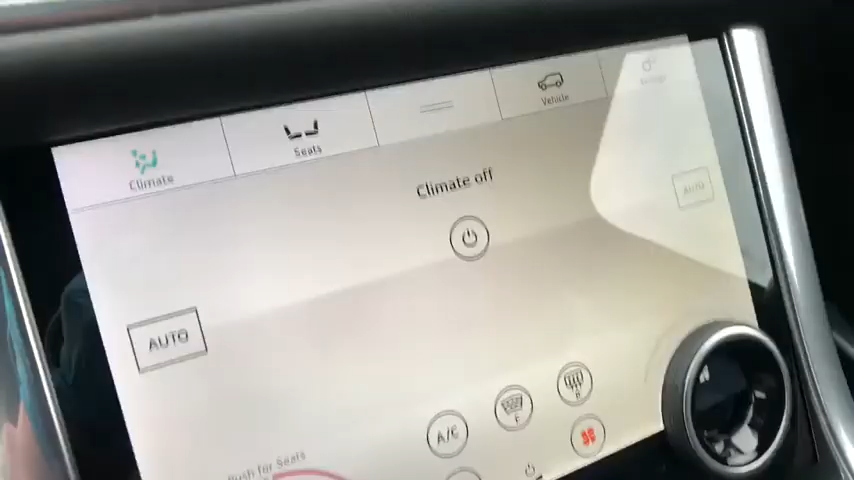 Climate
Seats
Vehicle
Climate off
AUTO
AUTO
A/C
F
R
Push for Seats